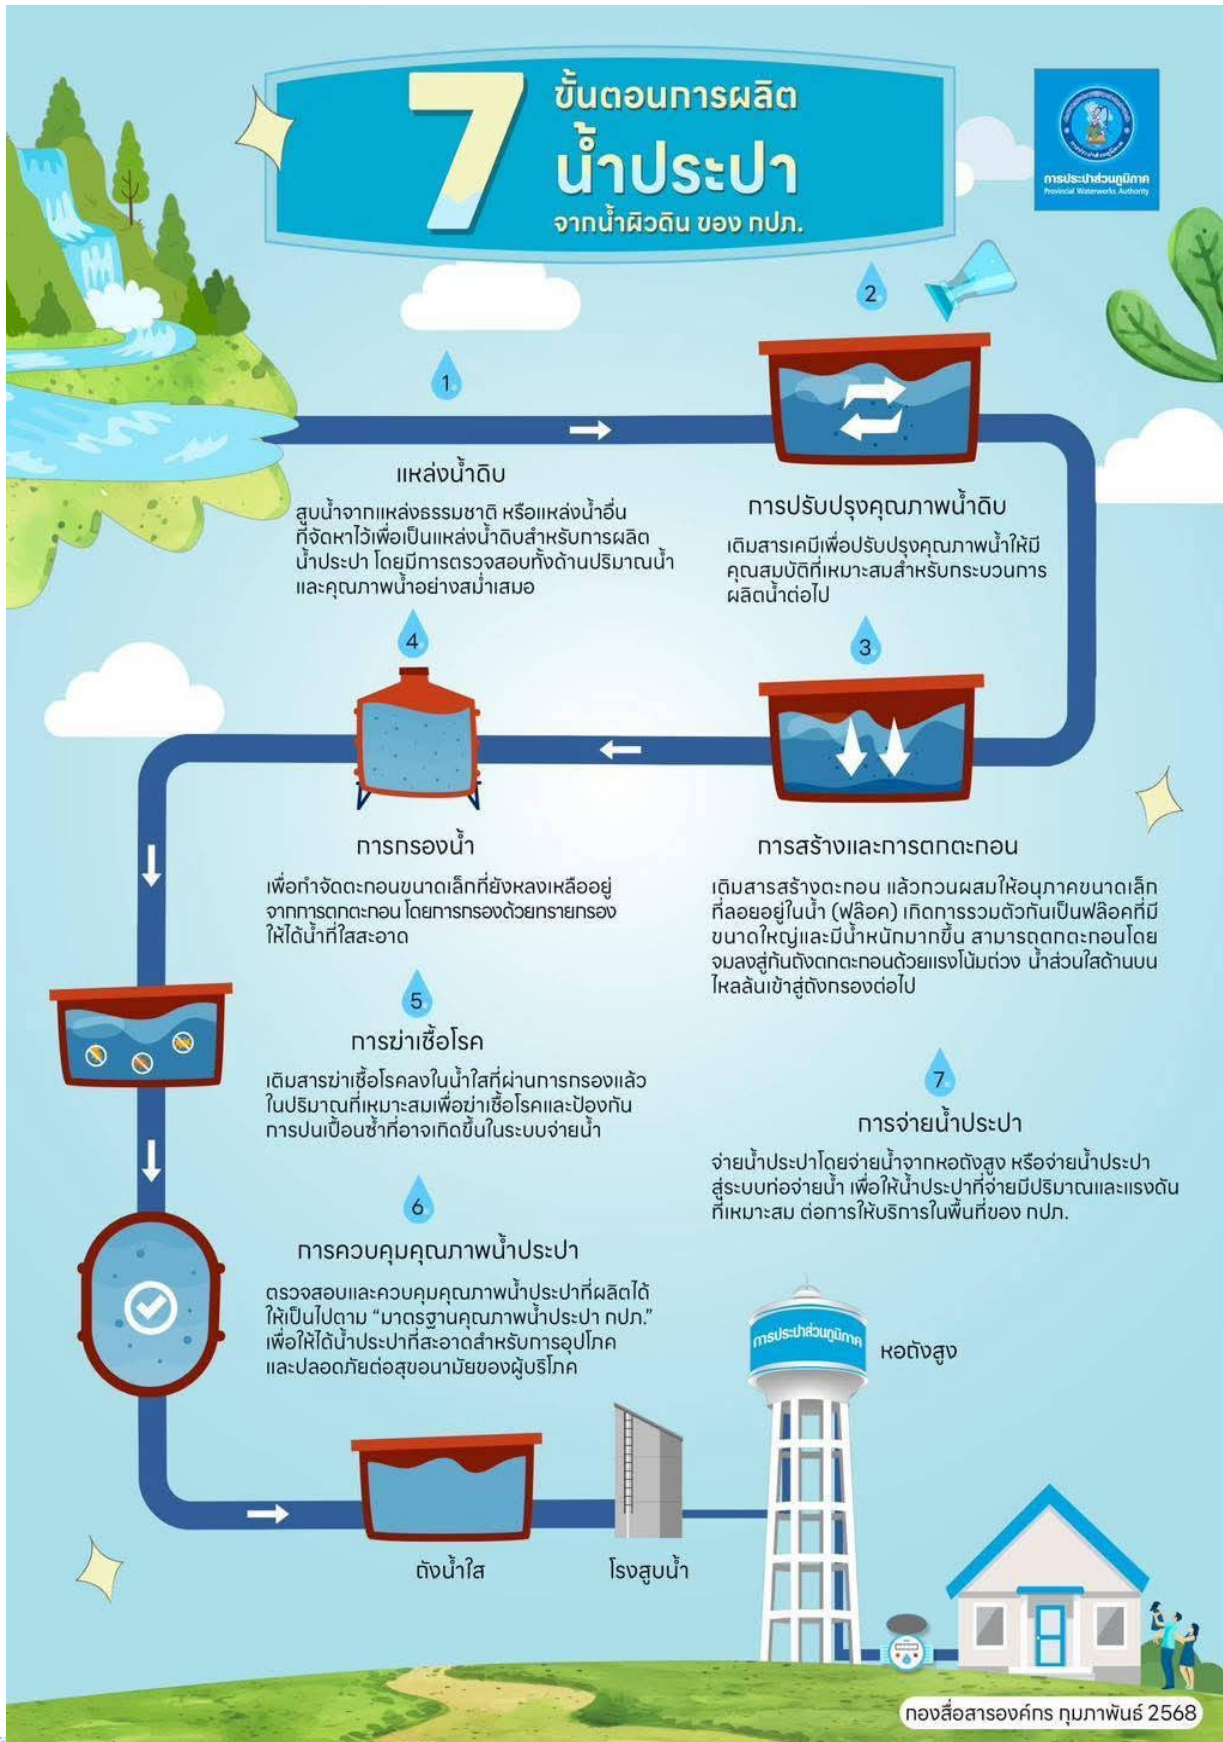 7
ขั้นตอนการผลิต
น้ำประปา
จากน้ำผิวดิน ของ กปภ.
การประปาส่วนภูมิภาค
Provincial Waterworks Authority
1.
แหล่งน้ำดิบ
สูบน้ำจากแหล่งธรรมชาติ หรือแหล่งน้ำอื่น
ที่จัดหาไว้เพื่อเป็นแหล่งน้ำดิบสำหรับการผลิต
น้ำประปา โดยมีการตรวจสอบทั้งด้านปริมาณน้ำ
และคุณภาพน้ำอย่างสม่ำเสมอ
2.
การปรับปรุงคุณภาพน้ำดิบ
เติมสารเคมีเพื่อปรับปรุงคุณภาพน้ำให้มี
คุณสมบัติที่เหมาะสมสำหรับกระบวนการ
ผลิตน้ำต่อไป
3.
การสร้างและการตกตะกอน
เติมสารสร้างตะกอน แล้วกวนผสมให้อนุภาคขนาดเล็ก
ที่ลอยอยู่ในน้ำ (ฟล๊อค) เกิดการรวมตัวกันเป็นฟล๊อคที่มี
ขนาดใหญ่และมีน้ำหนักมากขึ้น สามารถตกตะกอนโดย
จมลงสู่ก้นถังตกตะกอนด้วยแรงโน้มถ่วง น้ำส่วนใสด้านบน
ไหลล้นเข้าสู่ถังกรองต่อไป
4.
การกรองน้ำ
เพื่อกำจัดตะกอนขนาดเล็กที่ยังหลงเหลืออยู่
จากการตกตะกอน โดยการกรองด้วยทรายกรอง
ให้ได้น้ำที่ใสสะอาด
5.
การฆ่าเชื้อโรค
เติมสารฆ่าเชื้อโรคลงในน้ำใสที่ผ่านการกรองแล้ว
ในปริมาณที่เหมาะสมเพื่อฆ่าเชื้อโรคและป้องกัน
การปนเปื้อนซ้ำที่อาจเกิดขึ้นในระบบจ่ายน้ำ
6.
การควบคุมคุณภาพน้ำประปา
ตรวจสอบและควบคุมคุณภาพน้ำประปาที่ผลิตได้
ให้เป็นไปตาม “มาตรฐานคุณภาพน้ำประปา กปภ.”
เพื่อให้ได้น้ำประปาที่สะอาดสำหรับการอุปโภค
และปลอดภัยต่อสุขอนามัยของผู้บริโภค
7.
การจ่ายน้ำประปา
จ่ายน้ำประปาโดยจ่ายน้ำจากหอถังสูง หรือจ่ายน้ำประปา
สู่ระบบท่อจ่ายน้ำ เพื่อให้น้ำประปาที่จ่ายมีปริมาณและแรงดัน
ที่เหมาะสม ต่อการให้บริการในพื้นที่ของ กปภ.
การประปาส่วนภูมิภาค
หอถังสูง
ถังน้ำใส
โรงสูบน้ำ
กองสื่อสารองค์กร กุมภาพันธ์ 2568